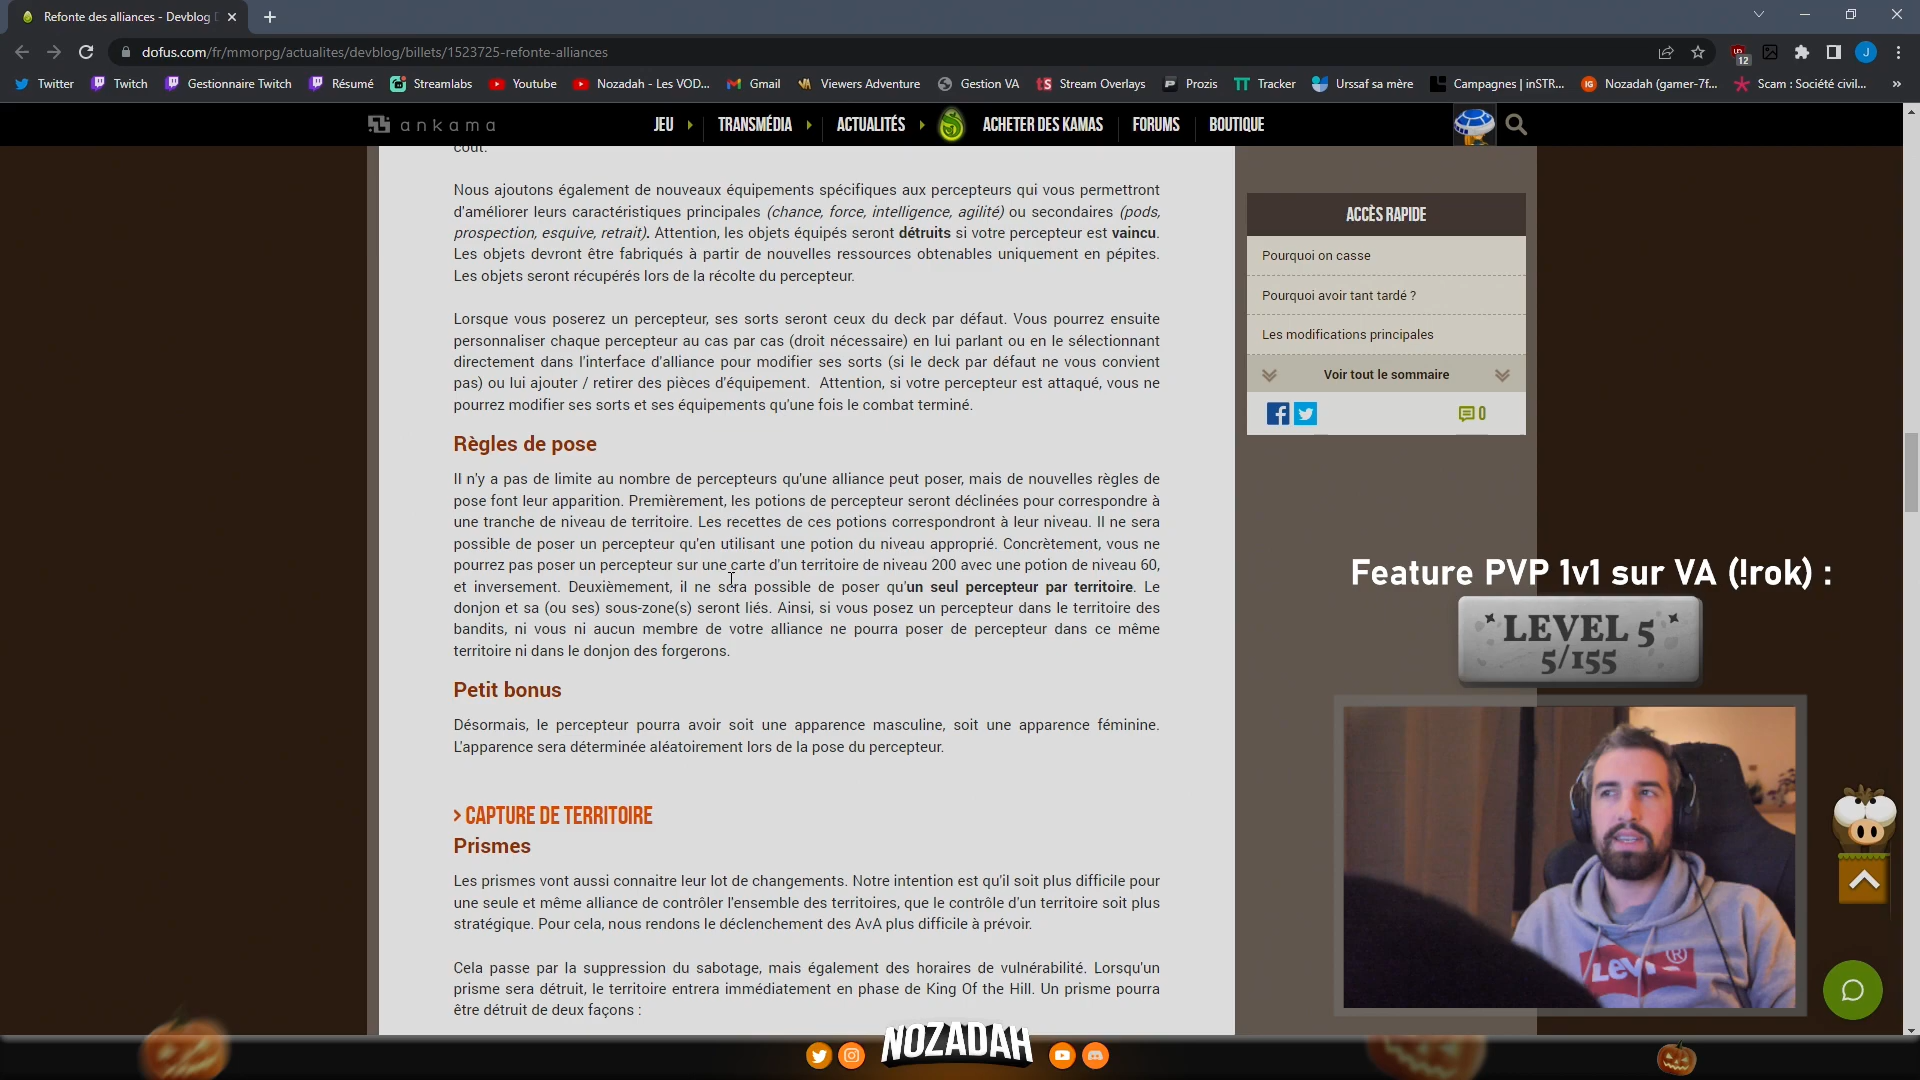 Refonte des alliances - Devblog
dofus.com/fr/mmorpg/actualites/devblog/billets/1523725-refonte-alliances
12
J
Twitter Twitch Gestionnaire Twitch Résumé Streamlabs Youtube Nozadah - Les VOD... Gmail Viewers Adventure Gestion VA Stream Overlays Prozis Tracker Urssaf sa mère Campagnes | inSTR... Nozadah (gamer-7f... Scam : Société civil... »
ankama JEU TRANSMÉDIA ACTUALITÉS ACHETER DES KAMAS FORUMS BOUTIQUE
coût.
Nous ajoutons également de nouveaux équipements spécifiques aux percepteurs qui vous permettront
d'améliorer leurs caractéristiques principales (chance, force, intelligence, agilité) ou secondaires (pods,
prospection, esquive, retrait). Attention, les objets équipés seront détruits si votre percepteur est vaincu.
Les objets devront être fabriqués à partir de nouvelles ressources obtenables uniquement en pépites.
Les objets seront récupérés lors de la récolte du percepteur.
Lorsque vous poserez un percepteur, ses sorts seront ceux du deck par défaut. Vous pourrez ensuite
personnaliser chaque percepteur au cas par cas (droit nécessaire) en lui parlant ou en le sélectionnant
directement dans l'interface d'alliance pour modifier ses sorts (si le deck par défaut ne vous convient
pas) ou lui ajouter / retirer des pièces d'équipement. Attention, si votre percepteur est attaqué, vous ne
pourrez modifier ses sorts et ses équipements qu'une fois le combat terminé.
Règles de pose
Il n'y a pas de limite au nombre de percepteurs qu'une alliance peut poser, mais de nouvelles règles de
pose font leur apparition. Premièrement, les potions de percepteur seront déclinées pour correspondre à
une tranche de niveau de territoire. Les recettes de ces potions correspondront à leur niveau. Il ne sera
possible de poser un percepteur qu'en utilisant une potion du niveau approprié. Concrètement, vous ne
pourrez pas poser un percepteur sur une carte d'un territoire de niveau 200 avec une potion de niveau 60,
et inversement. Deuxièmement, il ne sera possible de poser qu'un seul percepteur par territoire. Le
donjon et sa (ou ses) sous-zone(s) seront liés. Ainsi, si vous posez un percepteur dans le territoire des
bandits, ni vous ni aucun membre de votre alliance ne pourra poser de percepteur dans ce même
territoire ni dans le donjon des forgerons.
Petit bonus
Désormais, le percepteur pourra avoir soit une apparence masculine, soit une apparence féminine.
L'apparence sera déterminée aléatoirement lors de la pose du percepteur.
> CAPTURE DE TERRITOIRE
Prismes
Les prismes vont aussi connaitre leur lot de changements. Notre intention est qu'il soit plus difficile pour
une seule et même alliance de contrôler l'ensemble des territoires, que le contrôle d'un territoire soit plus
stratégique. Pour cela, nous rendons le déclenchement des AvA plus difficile à prévoir.
Cela passe par la suppression du sabotage, mais également des horaires de vulnérabilité. Lorsqu'un
prisme sera détruit, le territoire entrera immédiatement en phase de King Of the Hill. Un prisme pourra
être détruit de deux façons :
ACCÈS RAPIDE
Pourquoi on casse
Pourquoi avoir tant tardé ?
Les modifications principales
Voir tout le sommaire
0
Feature PVP 1v1 sur VA (!rok) :
LEVEL 5
5/155
Levi's
NOZADAH